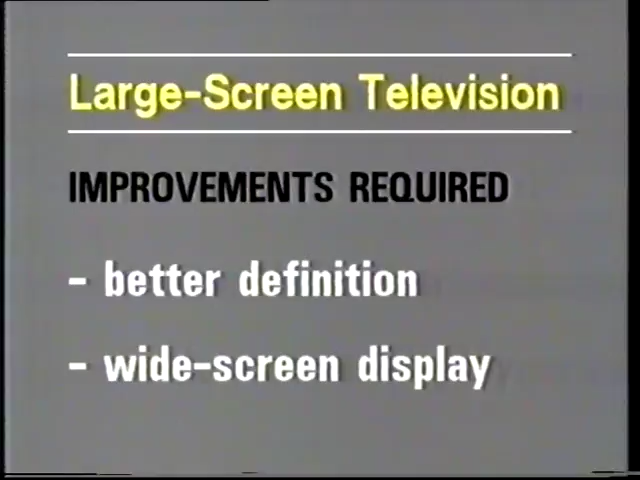 Large-Screen Television
IMPROVEMENTS REQUIRED
- better definition
- wide-screen display